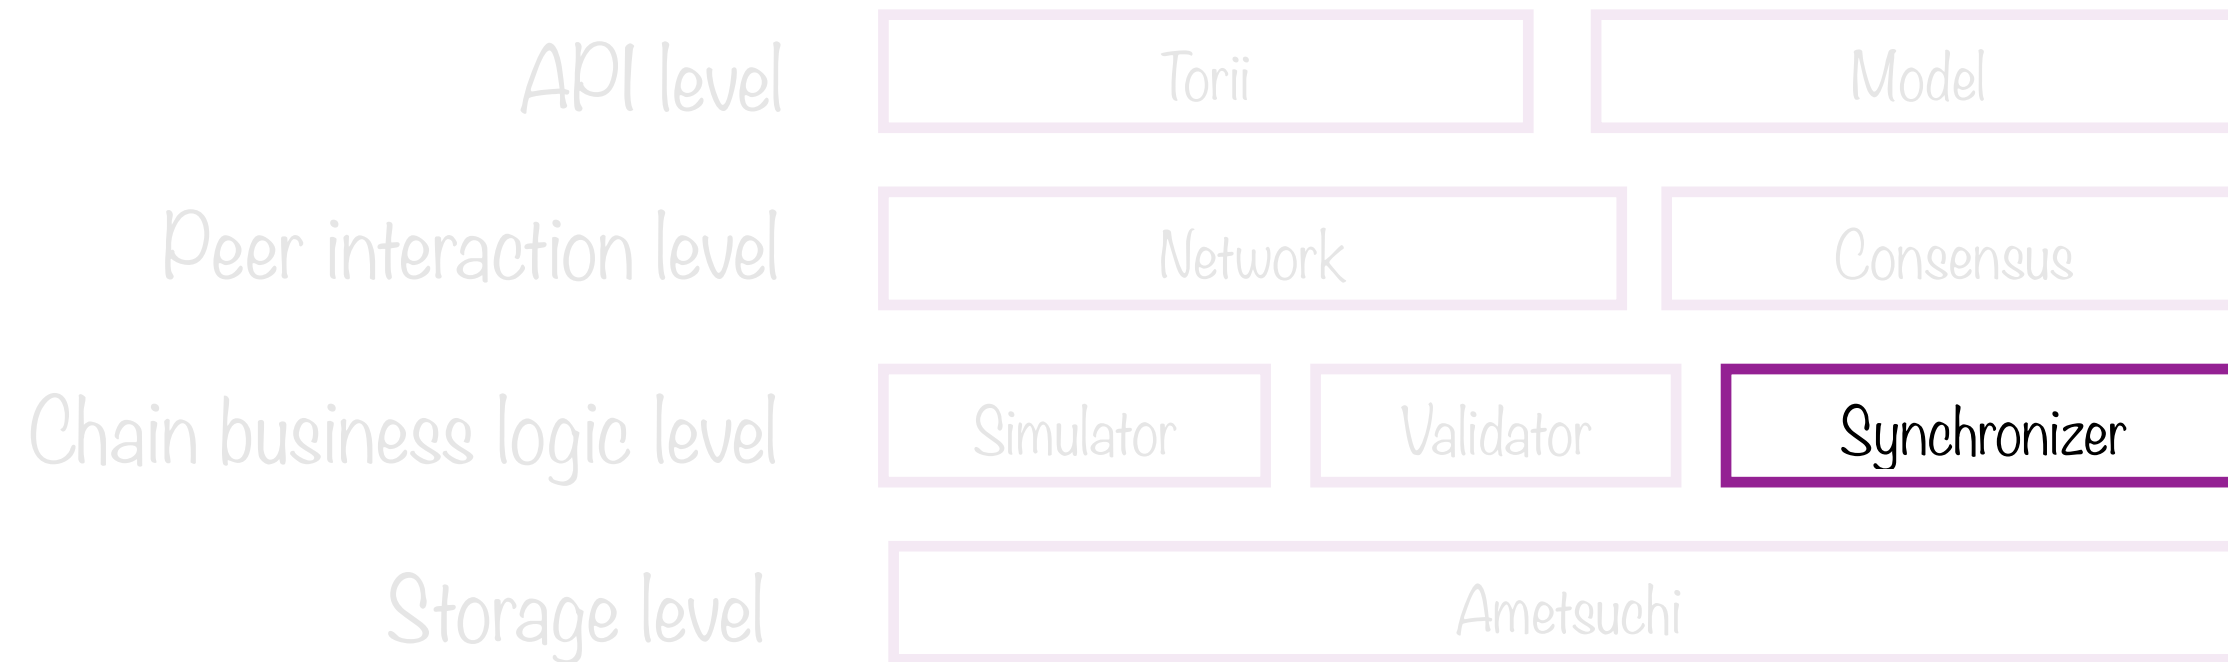 API level Torii Model
Peer interaction level Network Consensus
Chain business logic level Simulator Validator Synchronizer
Storage level Ametsuchi